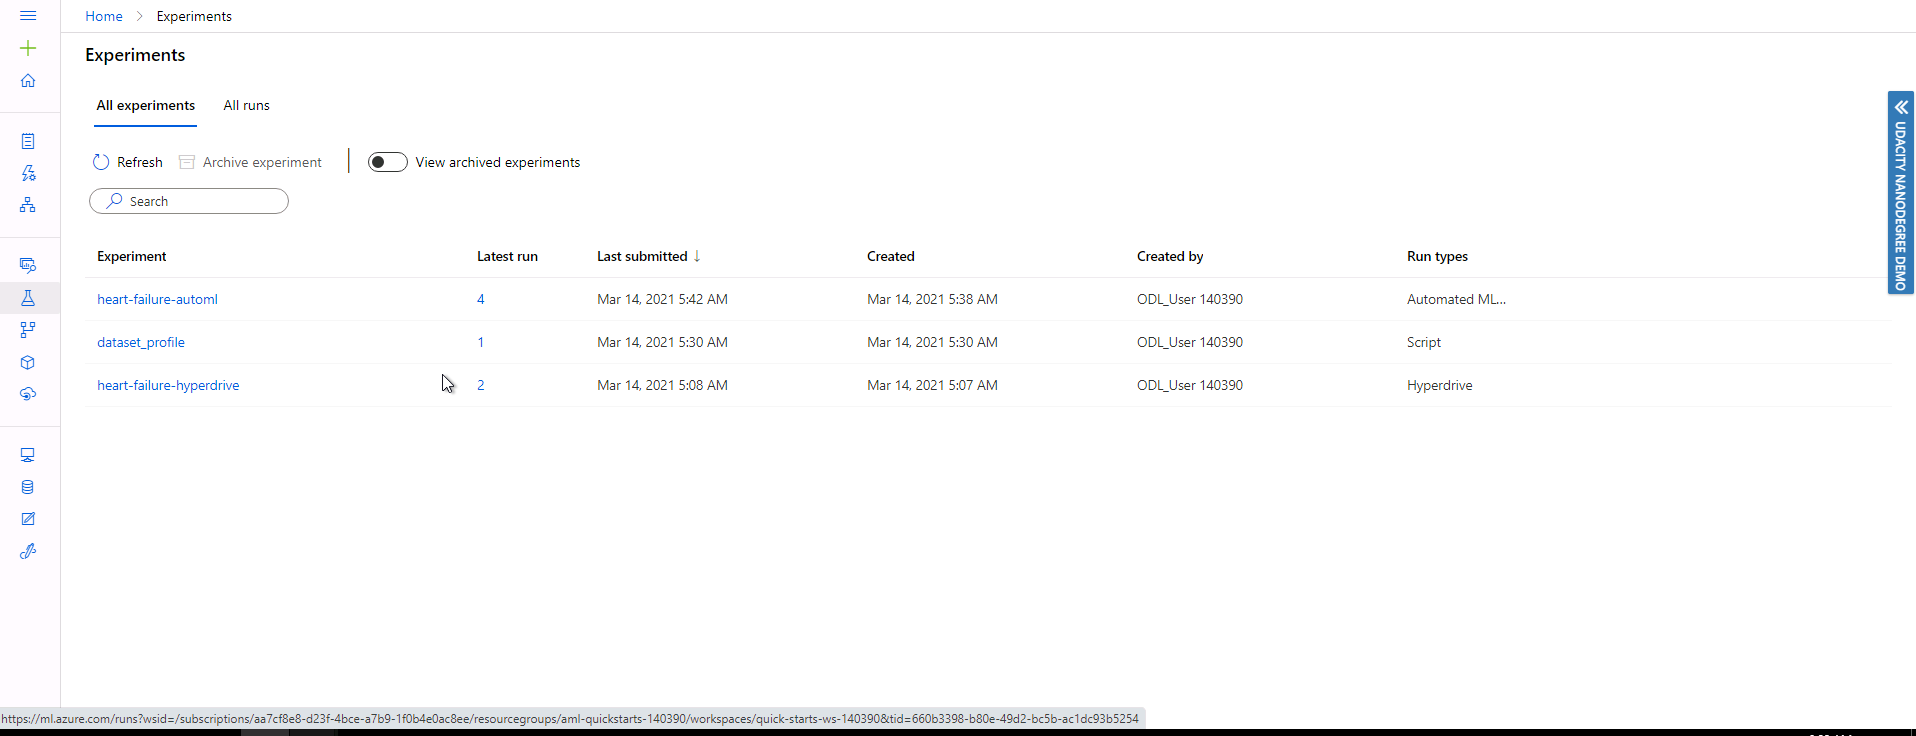 Home > Experiments
Experiments
All experiments All runs
Refresh Archive experiment View archived experiments
Search
Experiment Latest run Last submitted ↓ Created Created by Run types
heart-failure-automl 4 Mar 14, 2021 5:42 AM Mar 14, 2021 5:38 AM ODL_User 140390 Automated ML...
dataset_profile 1 Mar 14, 2021 5:30 AM Mar 14, 2021 5:30 AM ODL_User 140390 Script
heart-failure-hyperdrive 2 Mar 14, 2021 5:08 AM Mar 14, 2021 5:07 AM ODL_User 140390 Hyperdrive
UDACITY NANODEGREE DEMO
https://ml.azure.com/runs?wsid=/subscriptions/aa7cf8e8-d23f-4bce-a7b9-1f0b4e0ac8ee/resourcegroups/aml-quickstarts-140390/workspaces/quick-starts-ws-140390&tid=660b3398-b80e-49d2-bc5b-ac1dc93b5254